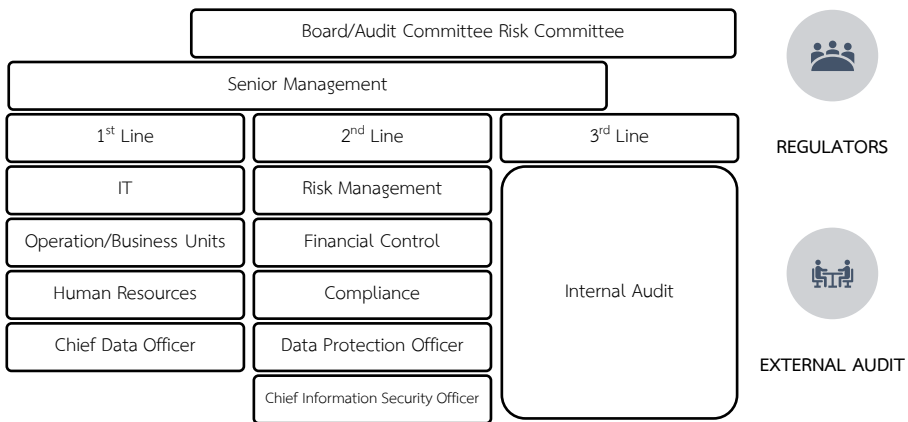 Board/Audit Committee Risk Committee
Senior Management
1st Line
2nd Line
3rd Line
REGULATORS
IT
Risk Management
Operation/Business Units
Financial Control
Human Resources
Compliance
Internal Audit
Chief Data Officer
Data Protection Officer
EXTERNAL AUDIT
Chief Information Security Officer